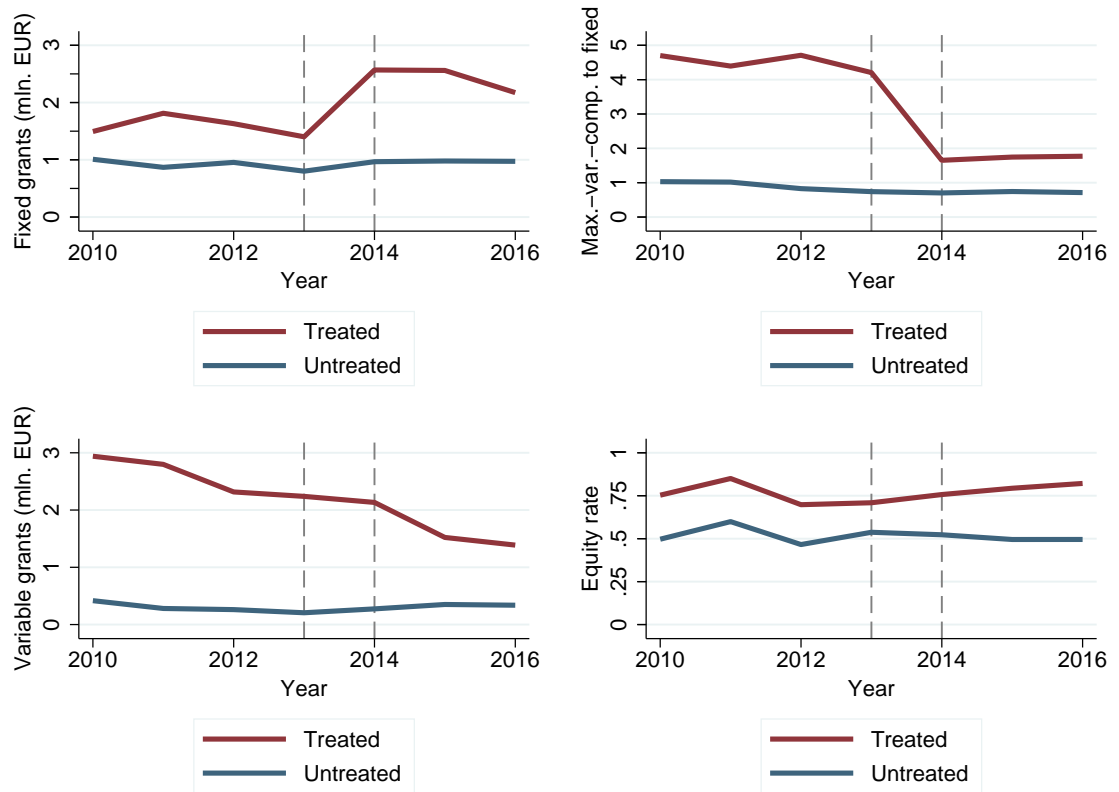 Fixed grants (mln. EUR)
3
2
1
0
2010 2012 2014 2016
Year
Treated
Untreated
Max.−var.−comp. to fixed
5
4
3
2
1
0
2010 2012 2014 2016
Year
Treated
Untreated
Variable grants (mln. EUR)
3
2
1
0
2010 2012 2014 2016
Year
Treated
Untreated
Equity rate
1
.75
.5
.25
0
2010 2012 2014 2016
Year
Treated
Untreated